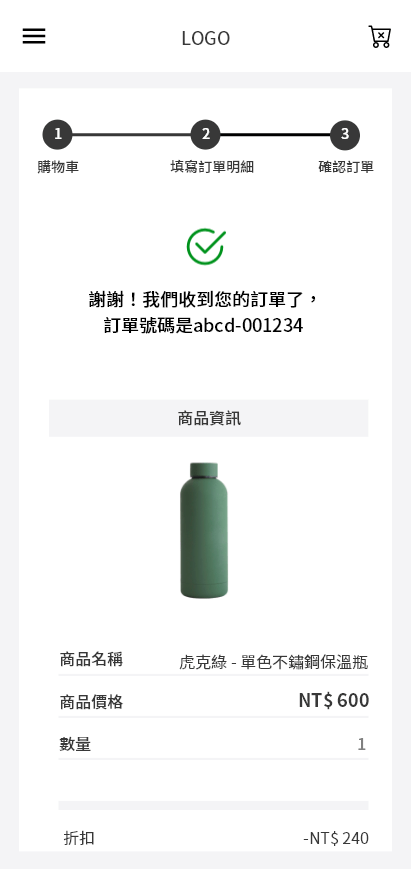 LOGO
1 2 3
購物車 填寫訂單明細 確認訂單
謝謝！我們收到您的訂單了，
訂單號碼是abcd-001234
商品資訊
商品名稱 虎克綠 - 單色不鏽鋼保溫瓶
商品價格 NT$ 600
數量 1
折扣 -NT$ 240